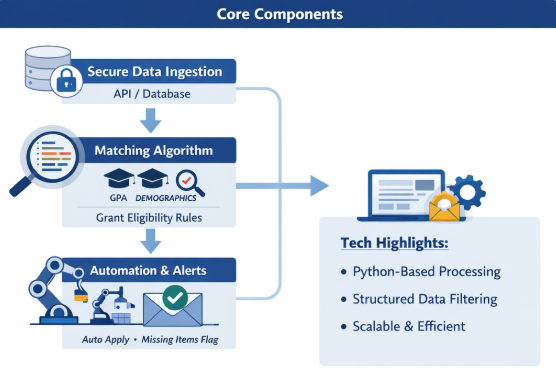 Core Components
Secure Data Ingestion
API / Database
Matching Algorithm
GPA DEMOGRAPHICS
Grant Eligibility Rules
Automation & Alerts
Auto Apply • Missing Items Flag
Tech Highlights:
• Python-Based Processing
• Structured Data Filtering
• Scalable & Efficient